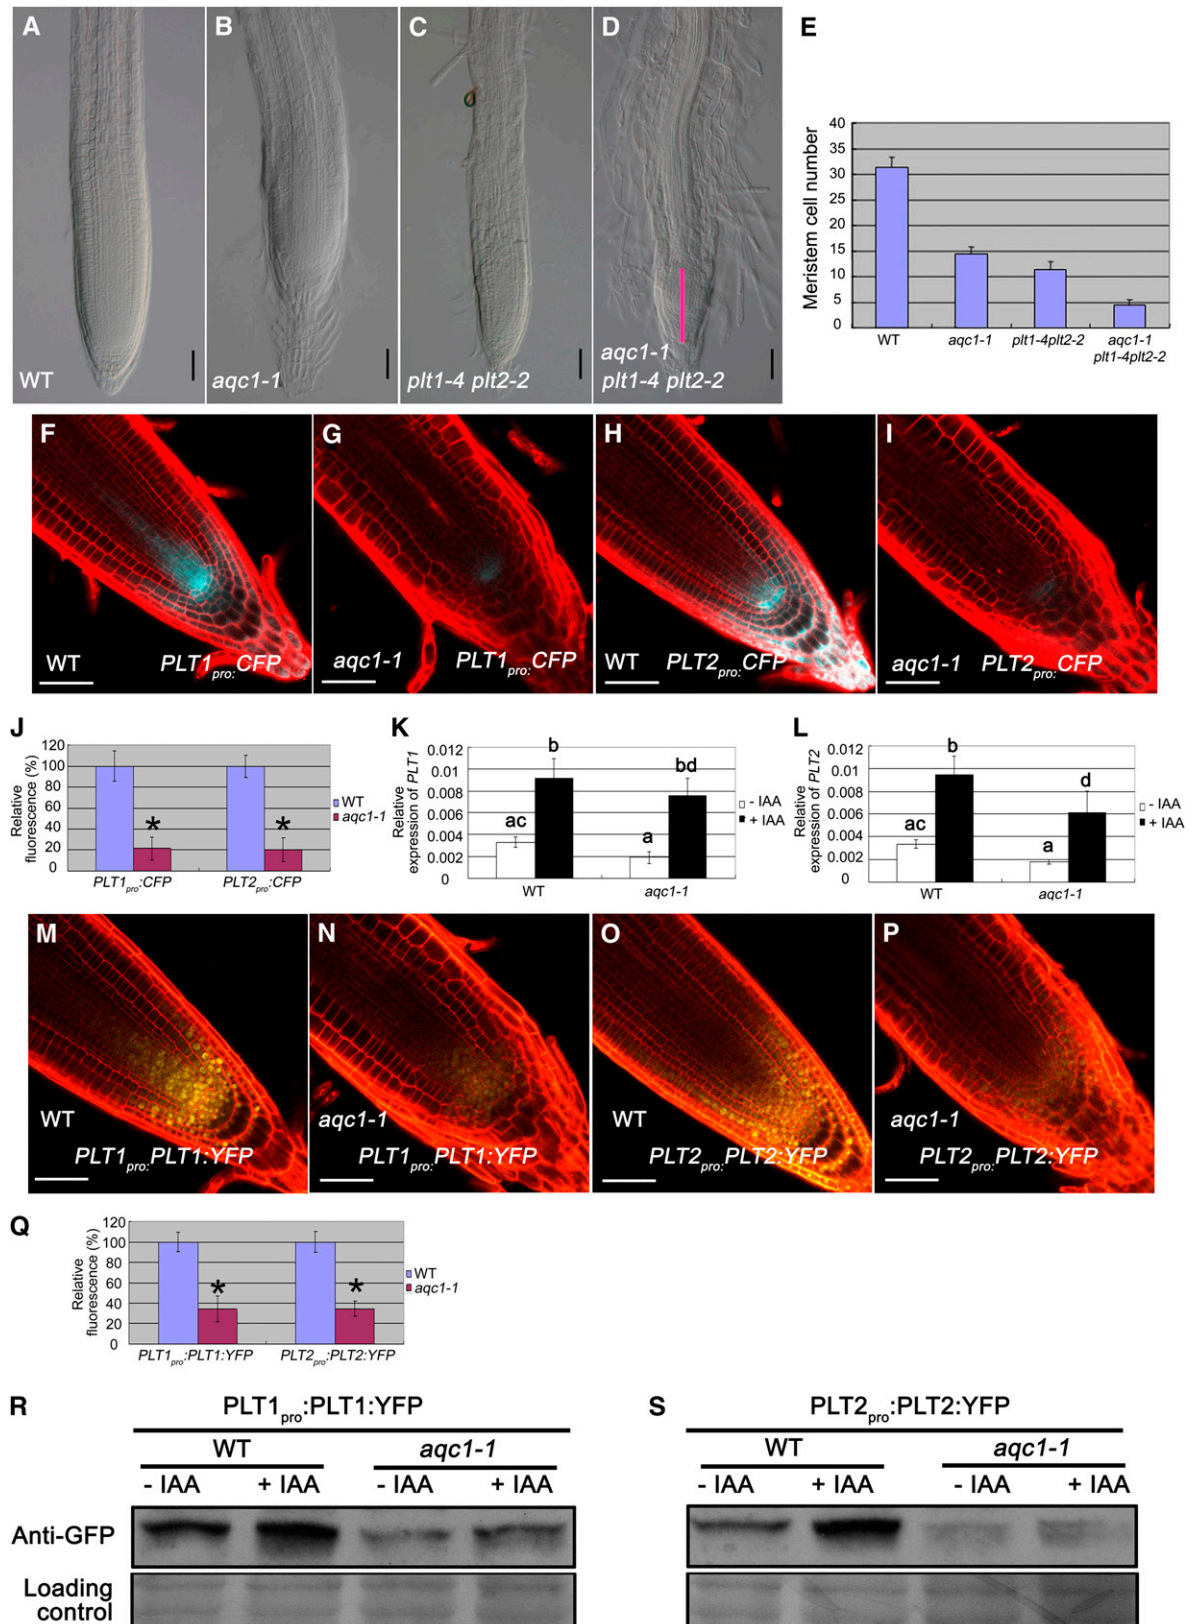 A
B
C
D
E
WT
aqc1-1
plt1-4 plt2-2
aqc1-1
plt1-4 plt2-2
Meristem cell number
40
35
30
25
20
15
10
5
0
WT
aqc1-1
plt1-4plt2-2
aqc1-1
plt1-4plt2-2
F
G
H
I
WT
PLT1pro:CFP
aqc1-1
PLT1pro:CFP
WT
PLT2pro:CFP
aqc1-1
PLT2pro:CFP
J
Relative
fluorescence (%)
120
100
80
60
40
20
0
*
*
PLT1pro:CFP
PLT2pro:CFP
WT
aqc1-1
K
Relative
expression of PLT1
0.012
0.01
0.008
0.006
0.004
0.002
0
ac
b
a
bd
WT
aqc1-1
- IAA
+ IAA
L
Relative
expression of PLT2
0.012
0.01
0.008
0.006
0.004
0.002
0
ac
b
a
d
WT
aqc1-1
- IAA
+ IAA
M
N
O
P
WT
PLT1pro:PLT1:YFP
aqc1-1
PLT1pro:PLT1:YFP
WT
PLT2pro:PLT2:YFP
aqc1-1
PLT2pro:PLT2:YFP
Q
Relative
fluorescence (%)
120
100
80
60
40
20
0
*
*
PLT1pro:PLT1:YFP
PLT2pro:PLT2:YFP
WT
aqc1-1
R
PLT1pro:PLT1:YFP
WT
aqc1-1
- IAA
+ IAA
- IAA
+ IAA
Anti-GFP
Loading
control
S
PLT2pro:PLT2:YFP
WT
aqc1-1
- IAA
+ IAA
- IAA
+ IAA